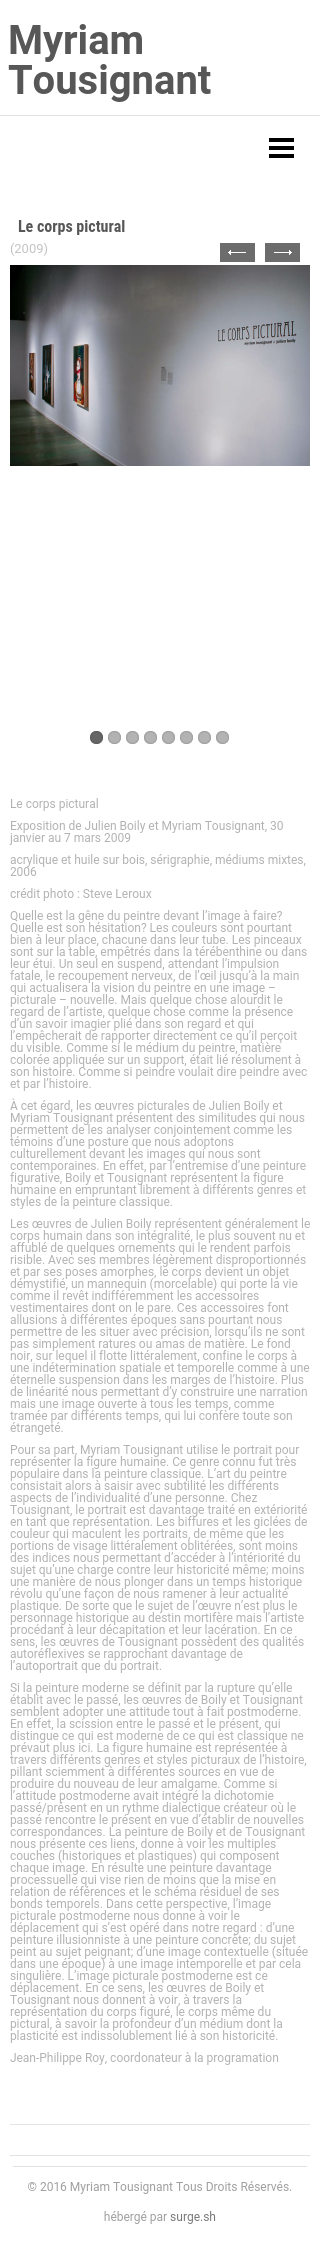 Myriam
Tousignant
Le corps pictural
(2009)
LE CORPS PICTURAL
myriam tousignant - julien boily
Le corps pictural
Exposition de Julien Boily et Myriam Tousignant, 30
janvier au 7 mars 2009
acrylique et huile sur bois, sérigraphie, médiums mixtes,
2006
crédit photo : Steve Leroux
Quelle est la gêne du peintre devant l’image à faire?
Quelle est son hésitation? Les couleurs sont pourtant
bien à leur place, chacune dans leur tube. Les pinceaux
sont sur la table, empêtrés dans la térébenthine ou dans
leur étui. Un seul en suspend, attendant l’impulsion
fatale, le recoupement nerveux, de l’œil jusqu’à la main
qui actualisera la vision du peintre en une image –
picturale – nouvelle. Mais quelque chose alourdit le
regard de l’artiste, quelque chose comme la présence
d’un savoir imagier plié dans son regard et qui
l’empêcherait de rapporter directement ce qu’il perçoit
du visible. Comme si le médium du peintre, matière
colorée appliquée sur un support, était lié résolument à
son histoire. Comme si peindre voulait dire peindre avec
et par l’histoire.
À cet égard, les œuvres picturales de Julien Boily et
Myriam Tousignant présentent des similitudes qui nous
permettent de les analyser conjointement comme les
témoins d’une posture que nous adoptons
culturellement devant les images qui nous sont
contemporaines. En effet, par l’entremise d’une peinture
figurative, Boily et Tousignant représentent la figure
humaine en empruntant librement à différents genres et
styles de la peinture classique.
Les œuvres de Julien Boily représentent généralement le
corps humain dans son intégralité, le plus souvent nu et
affublé de quelques ornements qui le rendent parfois
risible. Avec ses membres légèrement disproportionnés
et par ses poses amorphes, le corps devient un objet
démystifié, un mannequin (morcelable) qui porte la vie
comme il revêt indifféremment les accessoires
vestimentaires dont on le pare. Ces accessoires font
allusions à différentes époques sans pourtant nous
permettre de les situer avec précision, lorsqu’ils ne sont
pas simplement ratures ou amas de matière. Le fond
noir, sur lequel il flotte littéralement, confine le corps à
une indétermination spatiale et temporelle comme à une
éternelle suspension dans les marges de l’histoire. Plus
de linéarité nous permettant d’y construire une narration
mais une image ouverte à tous les temps, comme
tramée par différents temps, qui lui confère toute son
étrangeté.
Pour sa part, Myriam Tousignant utilise le portrait pour
représenter la figure humaine. Ce genre connu fut très
populaire dans la peinture classique. L’art du peintre
consistait alors à saisir avec subtilité les différents
aspects de l’individualité d’une personne. Chez
Tousignant, le portrait est davantage traité en extériorité
en tant que représentation. Les biffures et les giclées de
couleur qui maculent les portraits, de même que les
portions de visage littéralement oblitérées, sont moins
des indices nous permettant d’accéder à l’intériorité du
sujet qu’une charge contre leur historicité même; moins
une manière de nous plonger dans un temps historique
révolu qu’une façon de nous ramener à leur actualité
plastique. De sorte que le sujet de l’œuvre n’est plus le
personnage historique au destin mortifère mais l’artiste
procédant à leur décapitation et leur lacération. En ce
sens, les œuvres de Tousignant possèdent des qualités
autoréflexives se rapprochant davantage de
l’autoportrait que du portrait.
Si la peinture moderne se définit par la rupture qu’elle
établit avec le passé, les œuvres de Boily et Tousignant
semblent adopter une attitude tout à fait postmoderne.
En effet, la scission entre le passé et le présent, qui
distingue ce qui est moderne de ce qui est classique ne
prévaut plus ici. La figure humaine est représentée à
travers différents genres et styles picturaux de l’histoire,
pillant sciemment à différentes sources en vue de
produire du nouveau de leur amalgame. Comme si
l’attitude postmoderne avait intégré la dichotomie
passé/présent en un rythme dialectique créateur où le
passé rencontre le présent en vue d’établir de nouvelles
correspondances. La peinture de Boily et de Tousignant
nous présente ces liens, donne à voir les multiples
couches (historiques et plastiques) qui composent
chaque image. En résulte une peinture davantage
processuelle qui vise rien de moins que la mise en
relation de références et le schéma résiduel de ses
bonds temporels. Dans cette perspective, l’image
picturale postmoderne nous donne à voir le
déplacement qui s’est opéré dans notre regard : d’une
peinture illusionniste à une peinture concrète; du sujet
peint au sujet peignant; d’une image contextuelle (située
dans une époque) à une image intemporelle et par cela
singulière. L’image picturale postmoderne est ce
déplacement. En ce sens, les œuvres de Boily et
Tousignant nous donnent à voir, à travers la
représentation du corps figuré, le corps même du
pictural, à savoir la profondeur d’un médium dont la
plasticité est indissolublement lié à son historicité.
Jean-Philippe Roy, coordonateur à la programation
© 2016 Myriam Tousignant Tous Droits Réservés.
hébergé par surge.sh